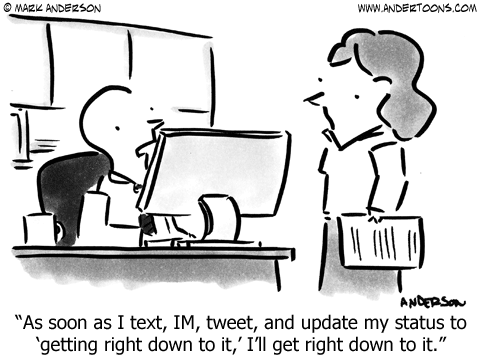 © MARK ANDERSON
WWW.ANDERTOONS.COM
ANDERSON
“As soon as I text, IM, tweet, and update my status to
‘getting right down to it,’ I’ll get right down to it.”